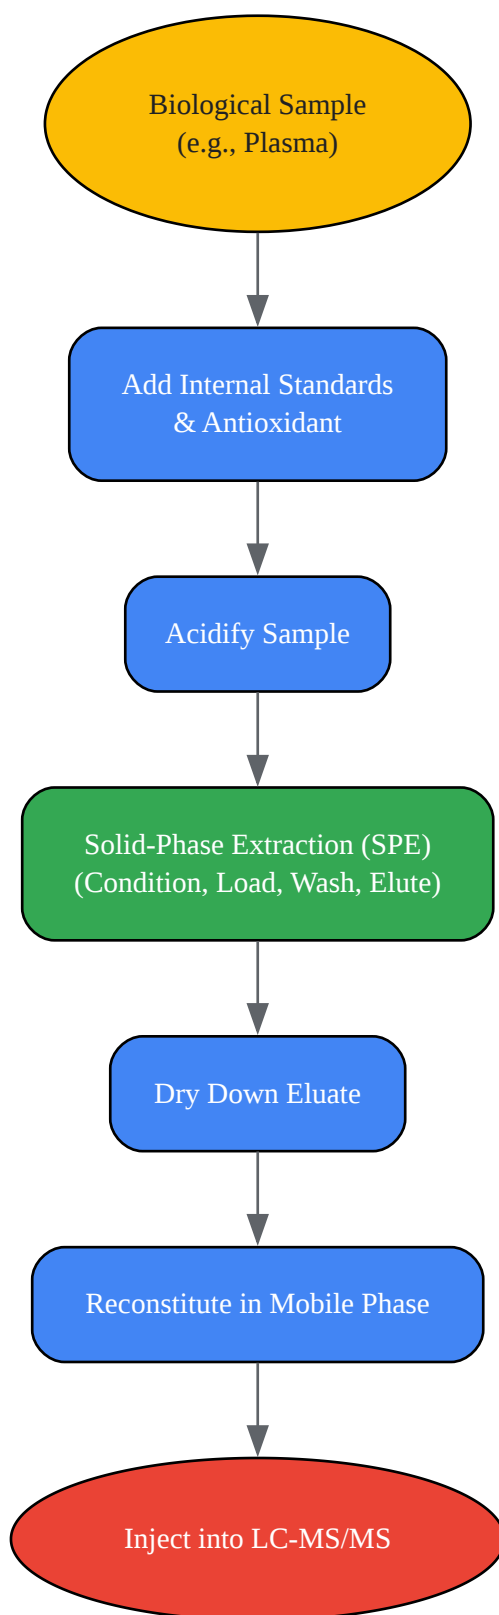 Biological Sample
(e.g., Plasma)
Add Internal Standards
& Antioxidant
Acidify Sample
Solid-Phase Extraction (SPE)
(Condition, Load, Wash, Elute)
Dry Down Eluate
Reconstitute in Mobile Phase
Inject into LC-MS/MS